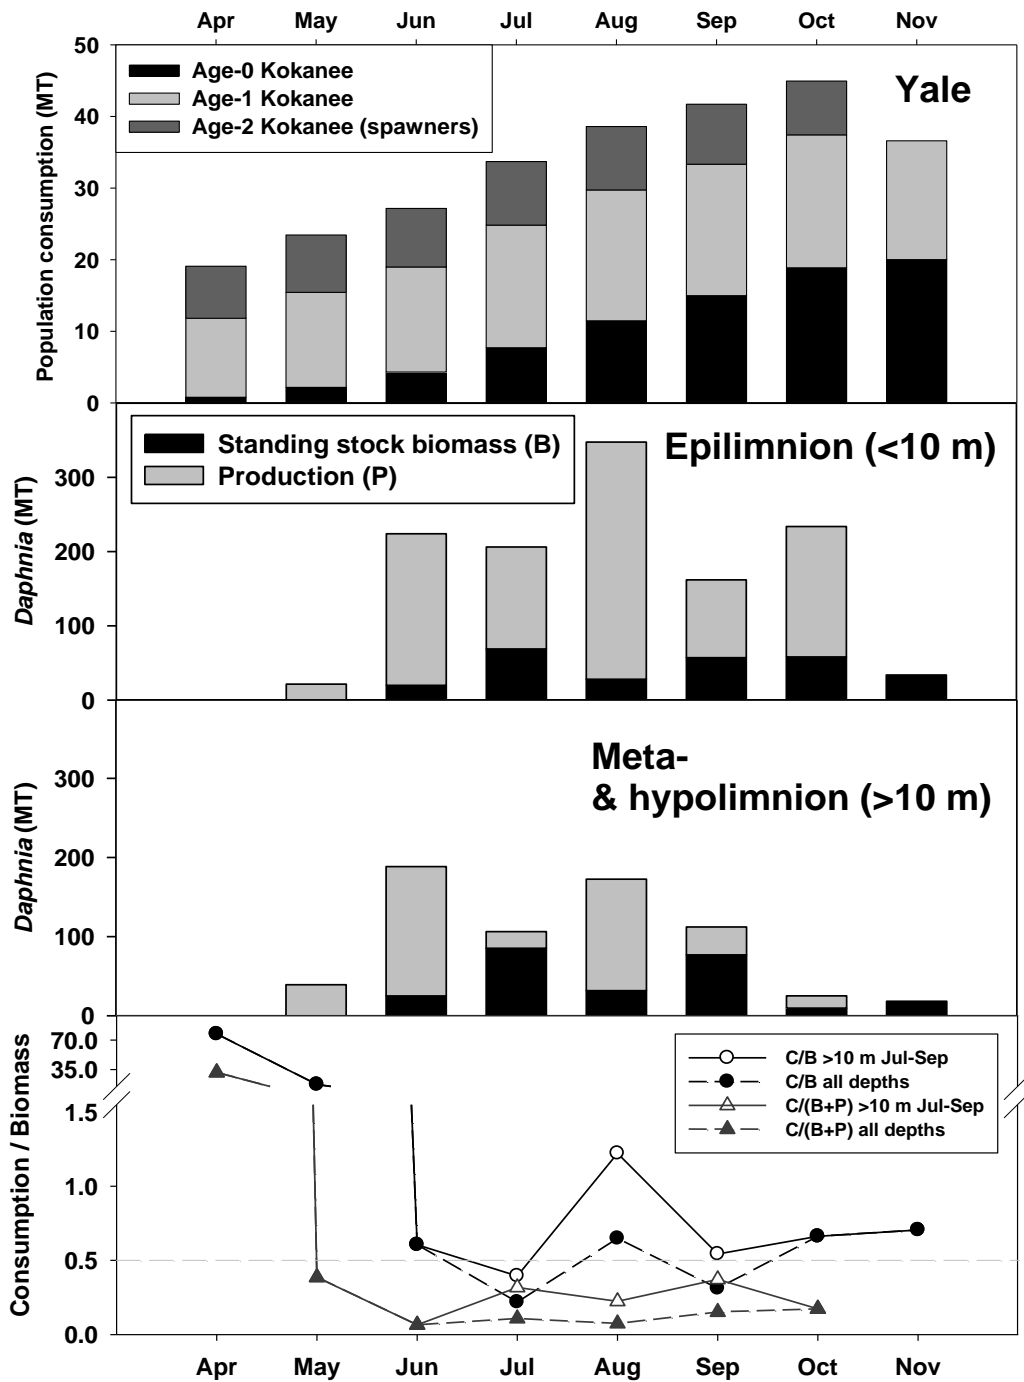 Apr May Jun Jul Aug Sep Oct Nov
50
40
30
20
10
0
Population consumption (MT)
Age-0 Kokanee
Age-1 Kokanee
Age-2 Kokanee (spawners)
Yale
300
200
100
0
Daphnia (MT)
Standing stock biomass (B)
Production (P)
Epilimnion (<10 m)
300
200
100
0
Daphnia (MT)
Meta-
& hypolimnion (>10 m)
70.0
35.0
1.5
1.0
0.5
0.0
Consumption / Biomass
C/B >10 m Jul-Sep
C/B all depths
C/(B+P) >10 m Jul-Sep
C/(B+P) all depths
Apr May Jun Jul Aug Sep Oct Nov